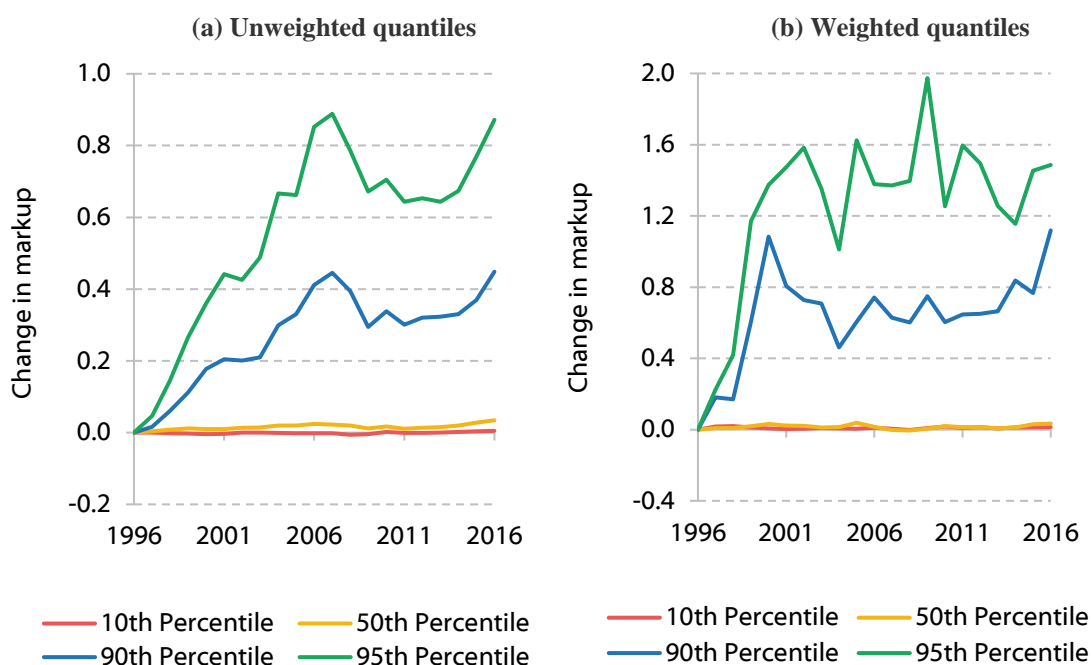 (a) Unweighted quantiles
1.0
0.8
0.6
0.4
0.2
0.0
-0.2
Change in markup
1996 2001 2006 2011 2016
10th Percentile 50th Percentile
90th Percentile 95th Percentile
(b) Weighted quantiles
2.0
1.6
1.2
0.8
0.4
0.0
-0.4
Change in markup
1996 2001 2006 2011 2016
10th Percentile 50th Percentile
90th Percentile 95th Percentile